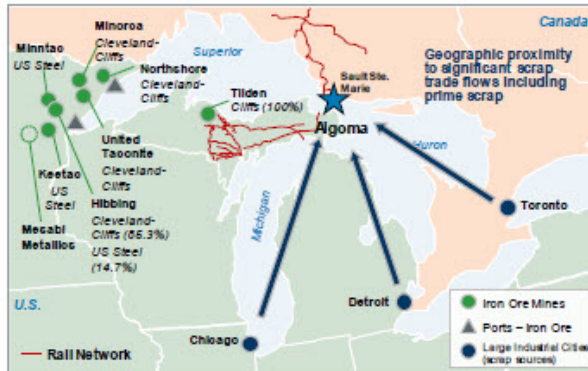 Minntac
US Steel
Minorca
Cleveland-
Cliffs
Superior
Northshore
Cleveland-
Cliffs
Canada
Geographic proximity
to significant scrap
trade flows including
prime scrap
Sault Ste.
Marie
Tilden
Cliffs (100%)
Algoma
Keetac
US
Steel
United
Taconite
Cleveland-
Cliffs
Mesabi
Metallics
Hibbing
Cleveland-
Cliffs (85.3%)
US Steel
(14.7%)
Huron
Michigan
Toronto
U.S.
Detroit
Chicago
Rail Network
Iron Ore Mines
Ports – Iron Ore
Large Industrial Cities
(scrap sources)